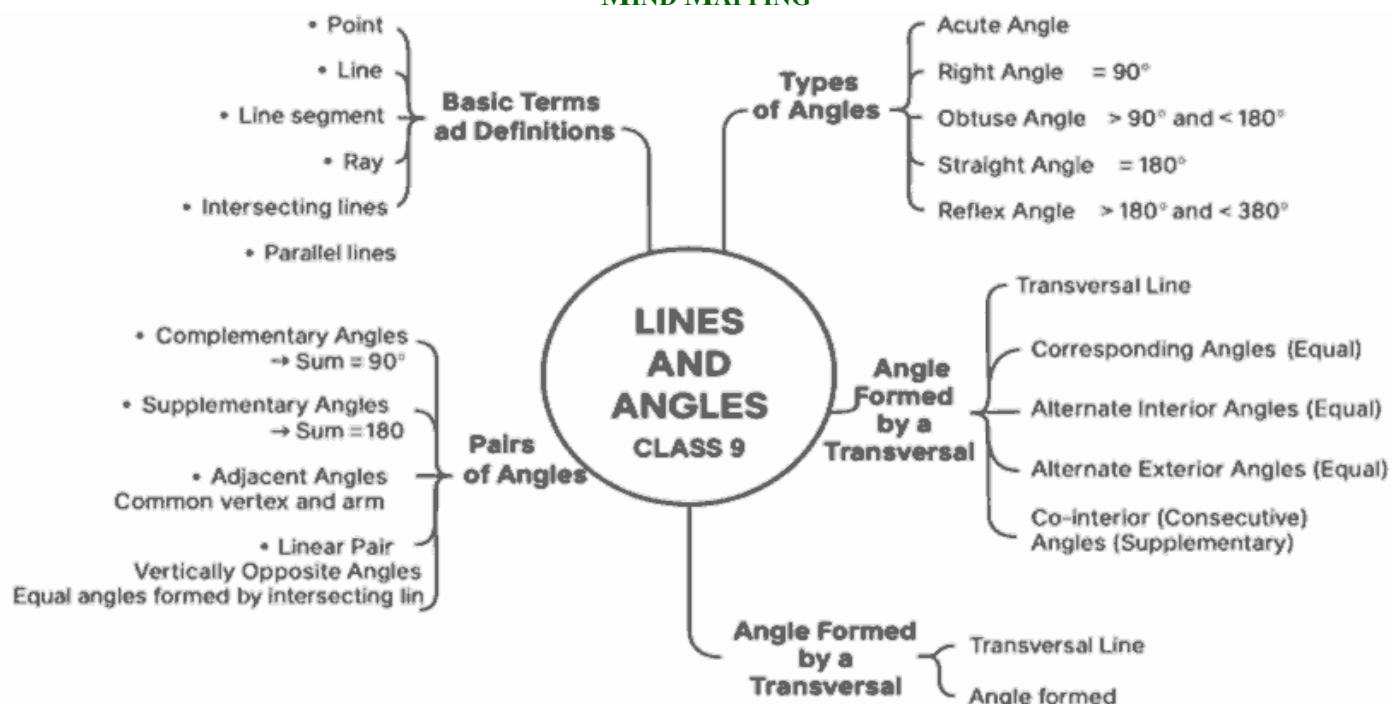 MIND MAPPING
• Point
• Line
• Line segment
• Ray
• Intersecting lines
• Parallel lines
Basic Terms
ad Definitions
Types
of Angles
Acute Angle
Right Angle = 90°
Obtuse Angle > 90° and < 180°
Straight Angle = 180°
Reflex Angle > 180° and < 380°
LINES
AND
ANGLES
CLASS 9
• Complementary Angles
→ Sum = 90°
• Supplementary Angles
→ Sum =180
• Adjacent Angles
Common vertex and arm
• Linear Pair
Vertically Opposite Angles
Equal angles formed by intersecting lin
Pairs
of Angles
Angle
Formed
by a
Transversal
Transversal Line
Corresponding Angles (Equal)
Alternate Interior Angles (Equal)
Alternate Exterior Angles (Equal)
Co-interior (Consecutive)
Angles (Supplementary)
Angle Formed
by a
Transversal
Transversal Line
Angle formed